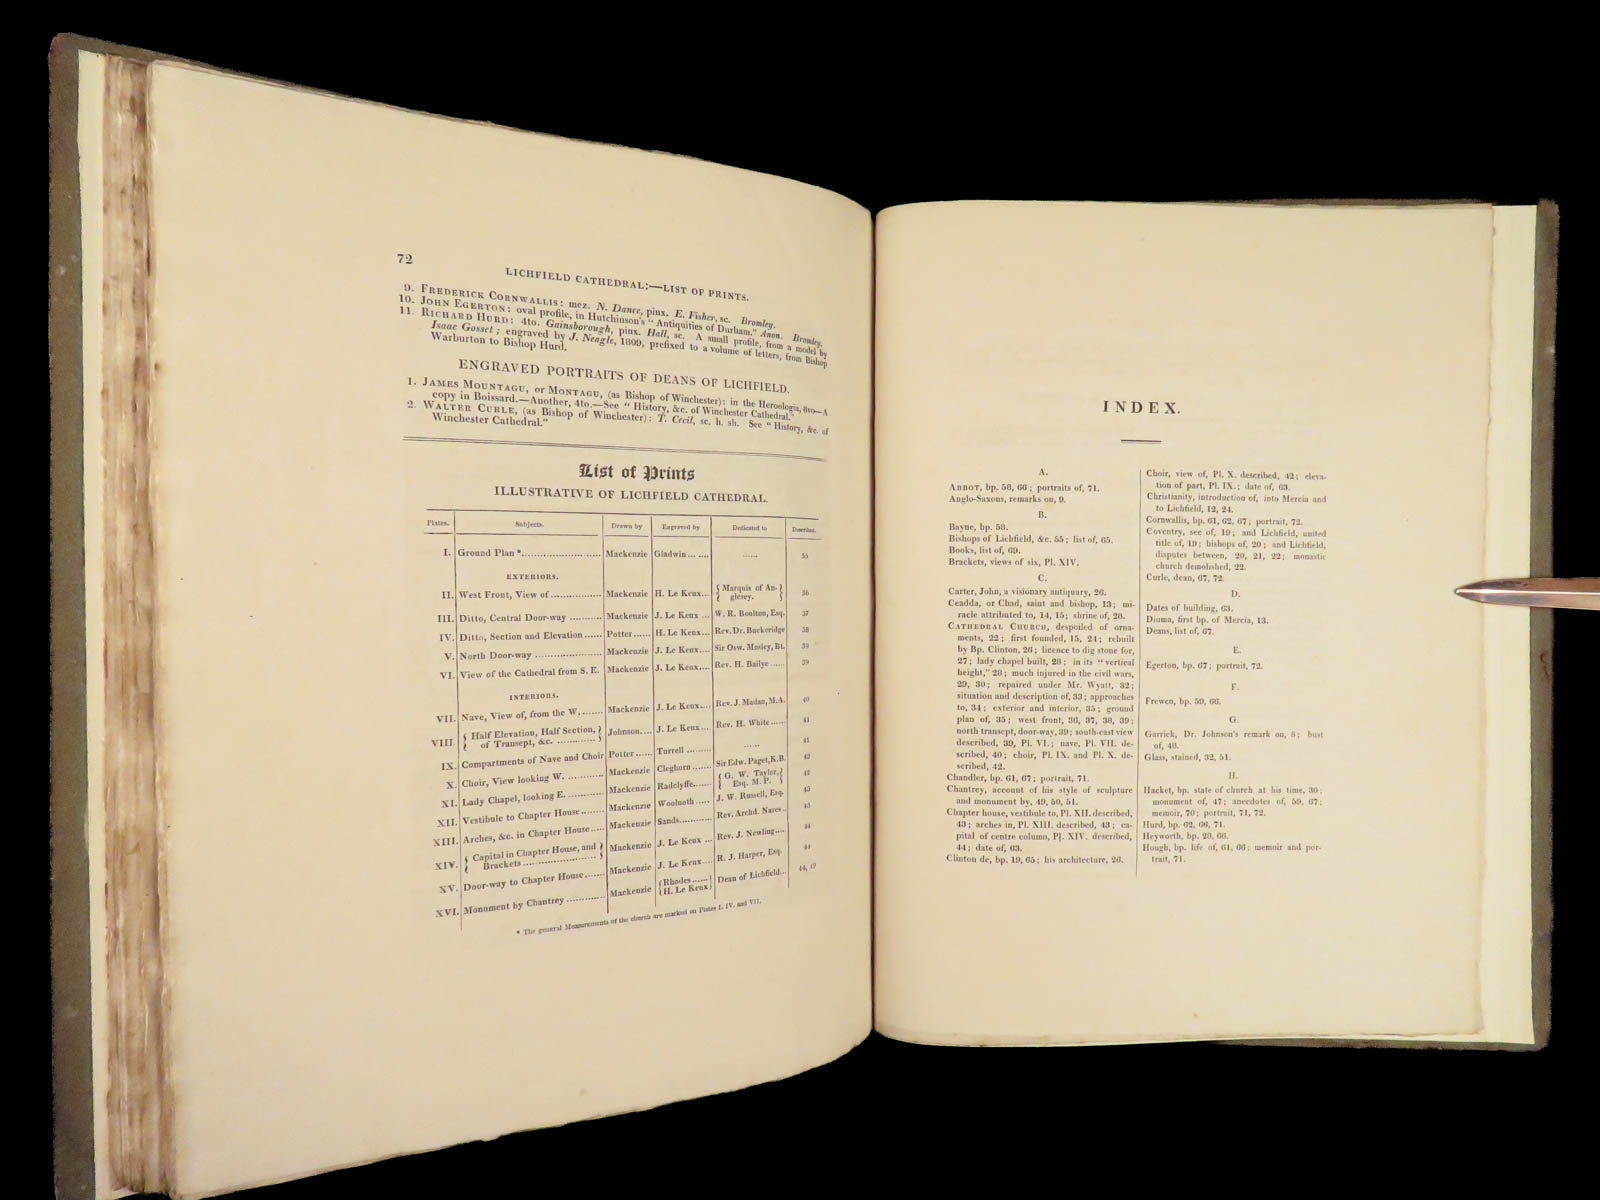 72
LICHFIELD CATHEDRAL:—LIST OF PRINTS.
9. FREDERICK CORNWALLIS: mez. N. Dance, pinx. E. Fisher, sc. Bromley.
10. JOHN EGERTON: oval profile, in Hutchinson's "Antiquities of Durham." Anon. Bromley.
11. RICHARD HURD: 4to. Gainsborough, pinx. Hall, sc. A small profile, from a model by
Isaac Gosset; engraved by J. Neagle, 1809, prefixed to a volume of letters, from Bishop
Warburton to Bishop Hurd.
ENGRAVED PORTRAITS OF DEANS OF LICHFIELD.
1. JAMES MOUNTAGU, or MONTAGU, (as Bishop of Winchester): in the Heroologia, 8vo—A
copy in Boissard.—Another, 4to.—See "History, &c. of Winchester Cathedral."
2. WALTER CURLE, (as Bishop of Winchester): T. Cecil, sc. h. sh. See "History, &c. of
Winchester Cathedral."
List of Prints
ILLUSTRATIVE OF LICHFIELD CATHEDRAL.
Plates. Subjects. Drawn by Engraved by Dedicated to Described.
I. Ground Plan *.......................... Mackenzie Gladwin ....... ...... 35
EXTERIORS.
II. West Front, View of ................. Mackenzie H. Le Keux... { Marquis of An- } 36
{ glesey. }
III. Ditto, Central Door-way ........... Mackenzie J. Le Keux ... W. R. Boulton, Esq. 37
IV. Ditto, Section and Elevation ...... Potter...... H. Le Keux... Rev. Dr. Buckeridge 38
V. North Door-way ...................... Mackenzie J. Le Keux.... Sir Osw. Mosley, Bt. 39
VI. View of the Cathedral from S. E. Mackenzie J. Le Keux.... Rev. H. Bailye ...... 39
INTERIORS.
VII. Nave, View of, from the W........ Mackenzie J. Le Keux.... Rev. J. Madan, M.A. 40
VIII. { Half Elevation, Half Section, } Johnson.... J. Le Keux.... Rev. H. White ...... 41
{ of Transept, &c. ............. }
IX. Compartments of Nave and Choir Potter...... Turrell ......... ...... 41
X. Choir, View looking W. ............ Mackenzie Cleghorn ....... Sir Edw. Paget, K.B. 42
XI. Lady Chapel, looking E. ............ Mackenzie Radclyffe....... { G. W. Taylor, } 42
{ Esq. M. P. }
XII. Vestibule to Chapter House ........ Mackenzie Woolnoth ..... J. W. Russell, Esq. 43
XIII. Arches, &c. in Chapter House..... Mackenzie Sands............ Rev. Archd. Nares .. 43
XIV. { Capital in Chapter House, and } Mackenzie J. Le Keux ... Rev. J. Newling.... 44
{ Brackets ........................ }
XV. Door-way to Chapter House....... Mackenzie J. Le Keux.... R. J. Harper, Esq. 44
XVI. Monument by Chantrey ............. Mackenzie { Rhodes ...... } Dean of Lichfield... 44, 49
{ H. Le Keux }
* The general Measurements of the church are marked on Plates I. IV. and VII.
INDEX.
A.
ABBOT, bp. 58, 66; portraits of, 71.
Anglo-Saxons, remarks on, 9.
B.
Bayne, bp. 58.
Bishops of Lichfield, &c. 55; list of, 65.
Books, list of, 69.
Brackets, views of six, Pl. XIV.
C.
Carter, John, a visionary antiquary, 26.
Ceadda, or Chad, saint and bishop, 13; mi-
racle attributed to, 14, 15; shrine of, 28.
CATHEDRAL CHURCH, despoiled of orna-
ments, 22; first founded, 15, 24; rebuilt
by Bp. Clinton, 26; licence to dig stone for,
27; lady chapel built, 28; in its "vertical
height," 28; much injured in the civil wars,
29, 30; repaired under Mr. Wyatt, 32;
situation and description of, 33; approaches
to, 34; exterior and interior, 35; ground
plan of, 35; west front, 36, 37, 38, 39;
north transept, door-way, 39; south-east view
described, 39, Pl. VI.; nave, Pl. VII. de-
scribed, 40; choir, Pl. IX. and Pl. X. de-
scribed, 42.
Chandler, bp. 61, 67; portrait, 71.
Chantrey, account of his style of sculpture
and monument by, 49, 50, 51.
Chapter house, vestibule to, Pl. XII. described,
43; arches in, Pl. XIII. described, 43; ca-
pital of centre column, Pl. XIV. described,
44; date of, 63.
Clinton de, bp. 19, 65; his architecture, 26.
Choir, view of, Pl. X. described, 42; eleva-
tion of part, Pl. IX.; date of, 63.
Christianity, introduction of, into Mercia and
to Lichfield, 12, 24.
Cornwallis, bp. 61, 62, 67; portrait, 72.
Coventry, see of, 19; and Lichfield, united
title of, 19; bishops of, 20; and Lichfield,
disputes between, 20, 21, 22; monastic
church demolished, 22.
Curle, dean, 67, 72.
D.
Dates of building, 63.
Diuma, first bp. of Mercia, 13.
Deans, list of, 67.
E.
Egerton, bp. 67; portrait, 72.
F.
Frewen, bp. 59, 66.
G.
Garrick, Dr. Johnson's remark on, 8; bust
of, 48.
Glass, stained, 32, 51.
H.
Hacket, bp. state of church at his time, 30;
monument of, 47; anecdotes of, 59, 67;
memoir, 70; portrait, 71, 72.
Hurd, bp. 62, 66, 71.
Heyworth, bp. 28, 66.
Hough, bp. life of, 61, 66; memoir and por-
trait, 71.